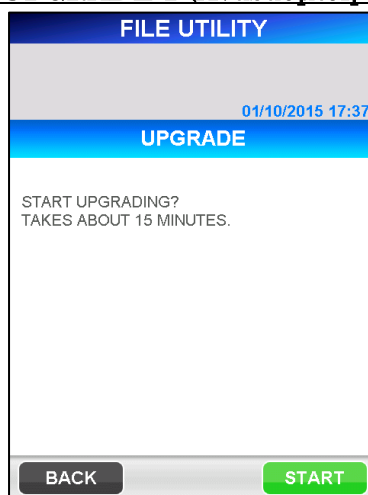 FILE UTILITY
01/10/2015 17:37
UPGRADE
START UPGRADING?
TAKES ABOUT 15 MINUTES.
BACK
START